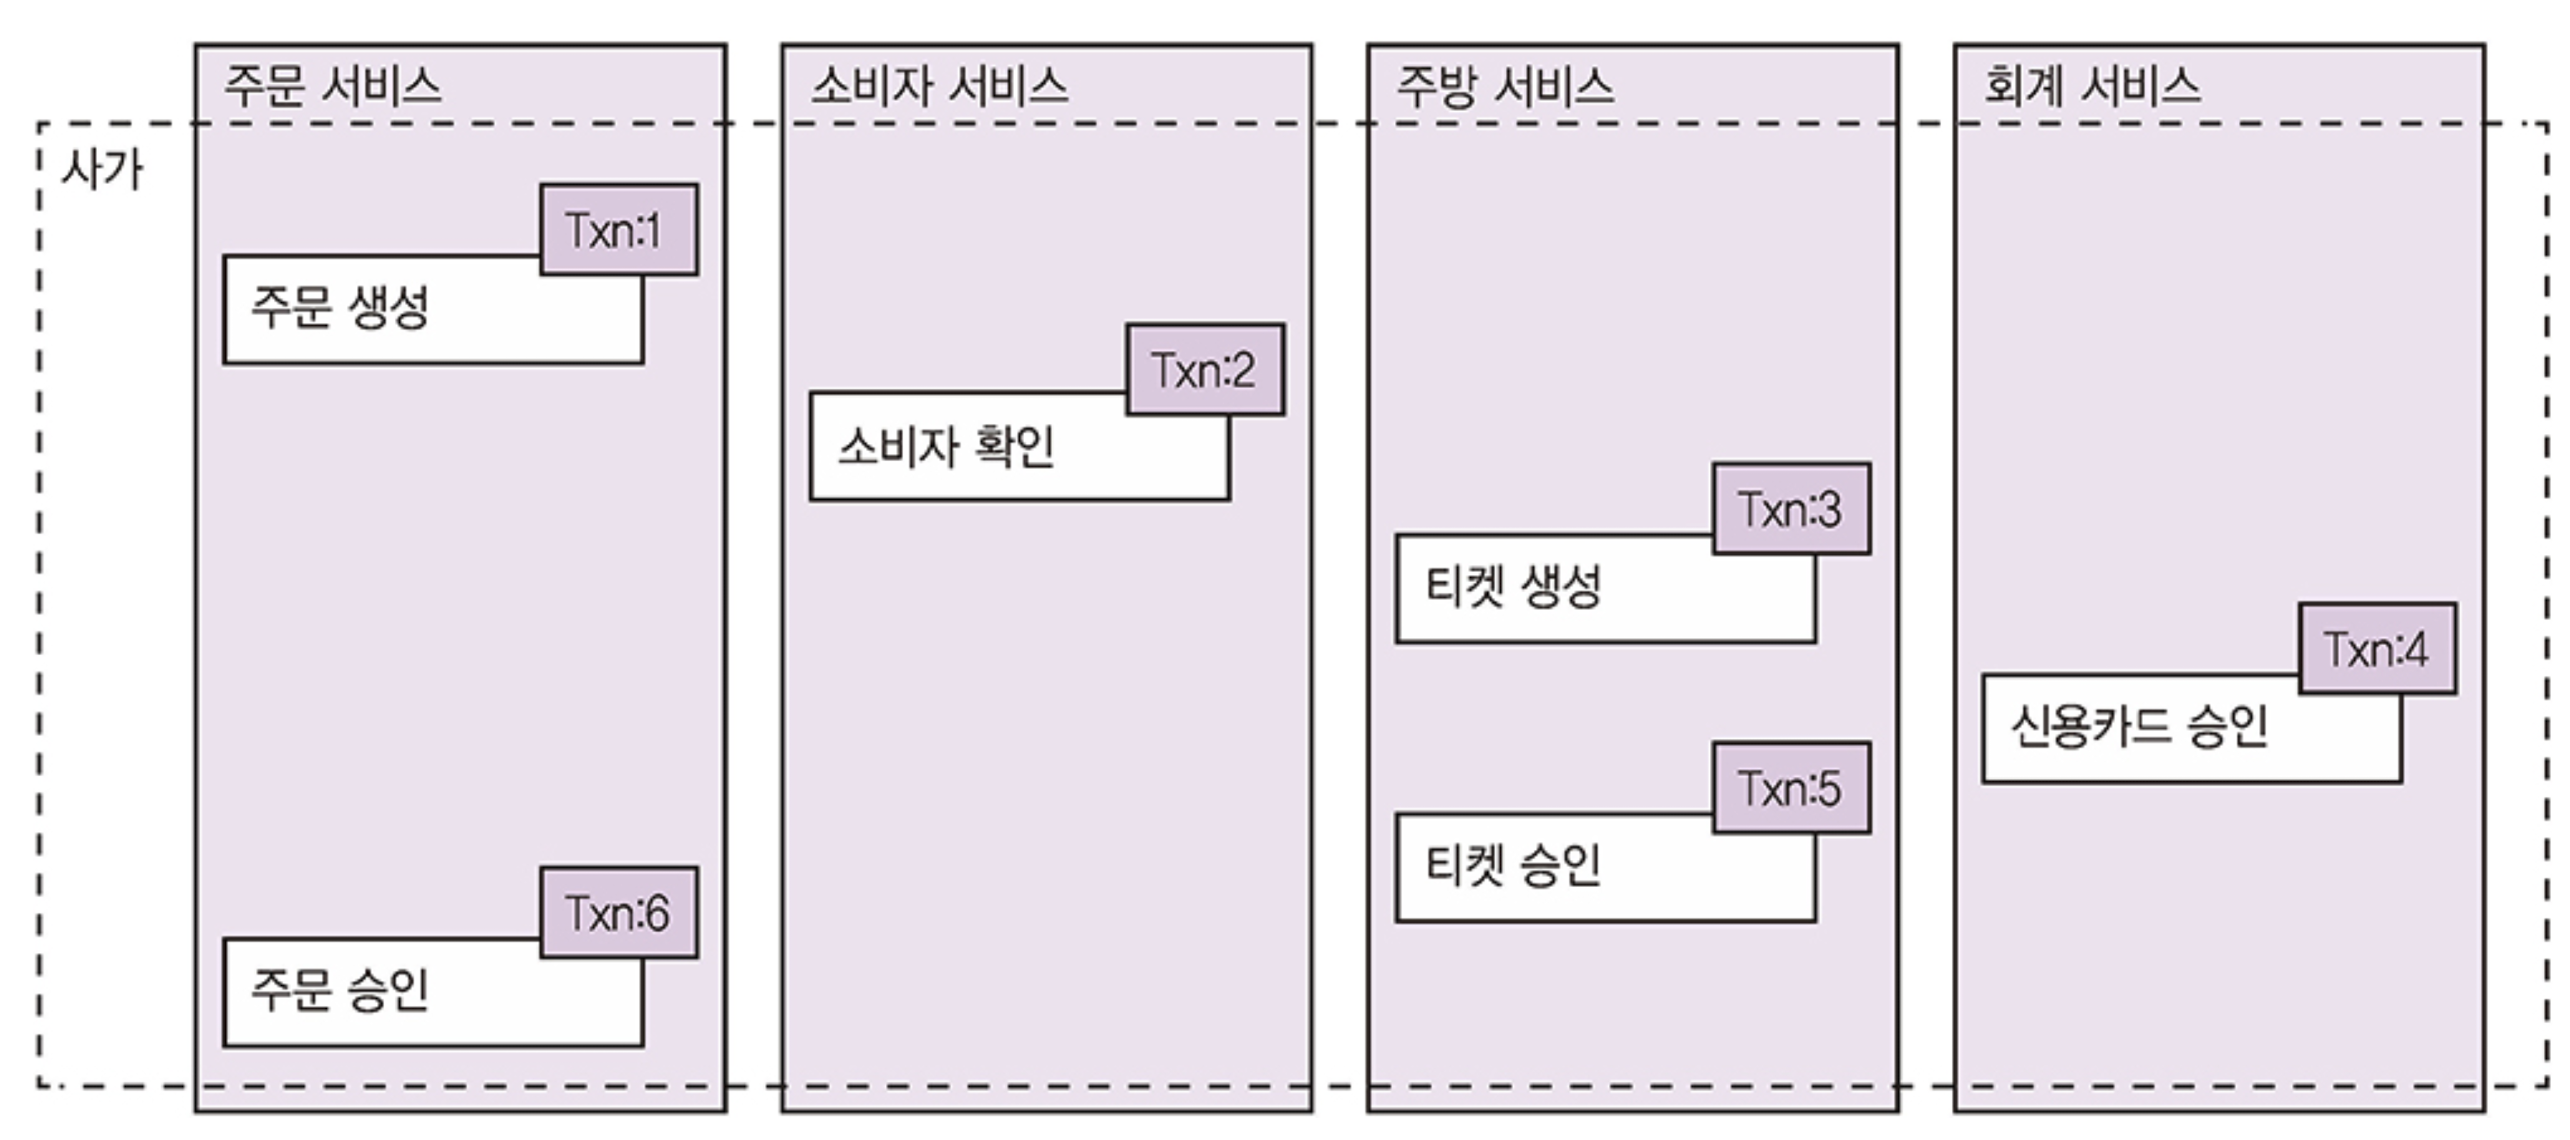 주문 서비스
소비자 서비스
주방 서비스
회계 서비스
사가
Txn:1
주문 생성
Txn:2
소비자 확인
Txn:3
티켓 생성
Txn:4
신용카드 승인
Txn:5
티켓 승인
Txn:6
주문 승인